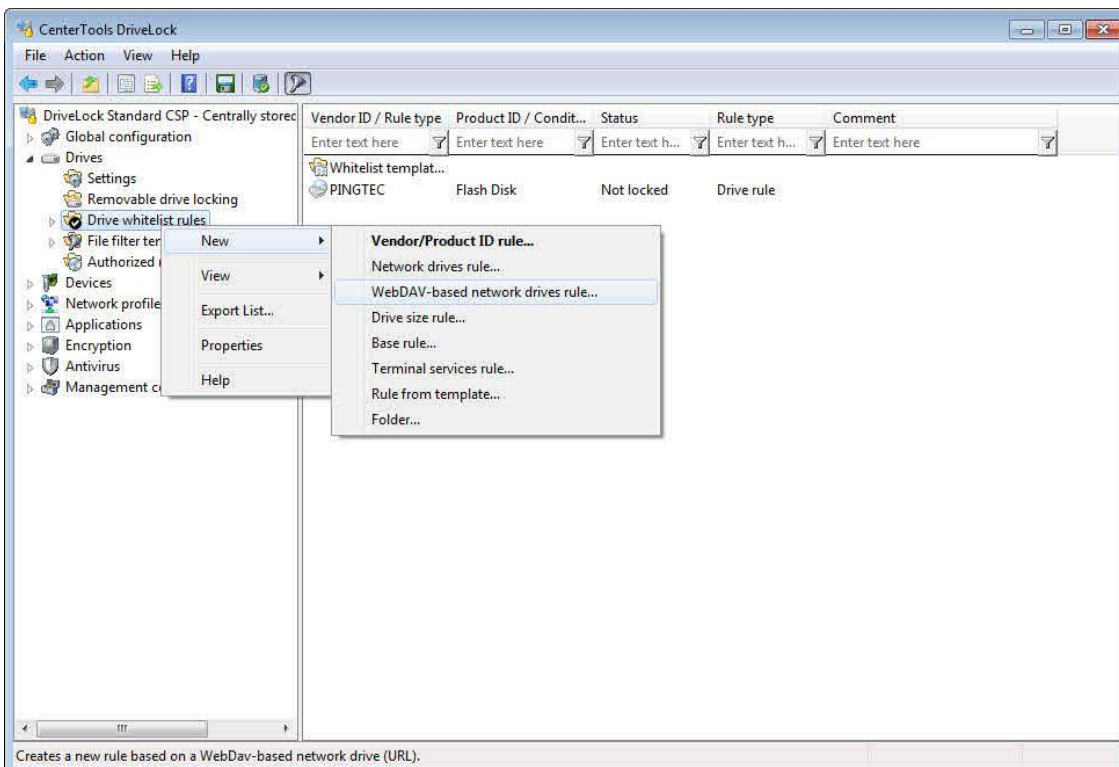 CenterTools DriveLock
File Action View Help
DriveLock Standard CSP - Centrally storec
Global configuration
Drives
Settings
Removable drive locking
Drive whitelist rules
File filter ter
Authorized
Devices
Network profile
Applications
Encryption
Antivirus
Management c
Vendor ID / Rule type Product ID / Condit... Status Rule type Comment
Enter text here Enter text here Enter text h... Enter text h... Enter text here
Whitelist templat...
PINGTEC Flash Disk Not locked Drive rule
New
View
Export List...
Properties
Help
Vendor/Product ID rule...
Network drives rule...
WebDAV-based network drives rule...
Drive size rule...
Base rule...
Terminal services rule...
Rule from template...
Folder...
Creates a new rule based on a WebDav-based network drive (URL).